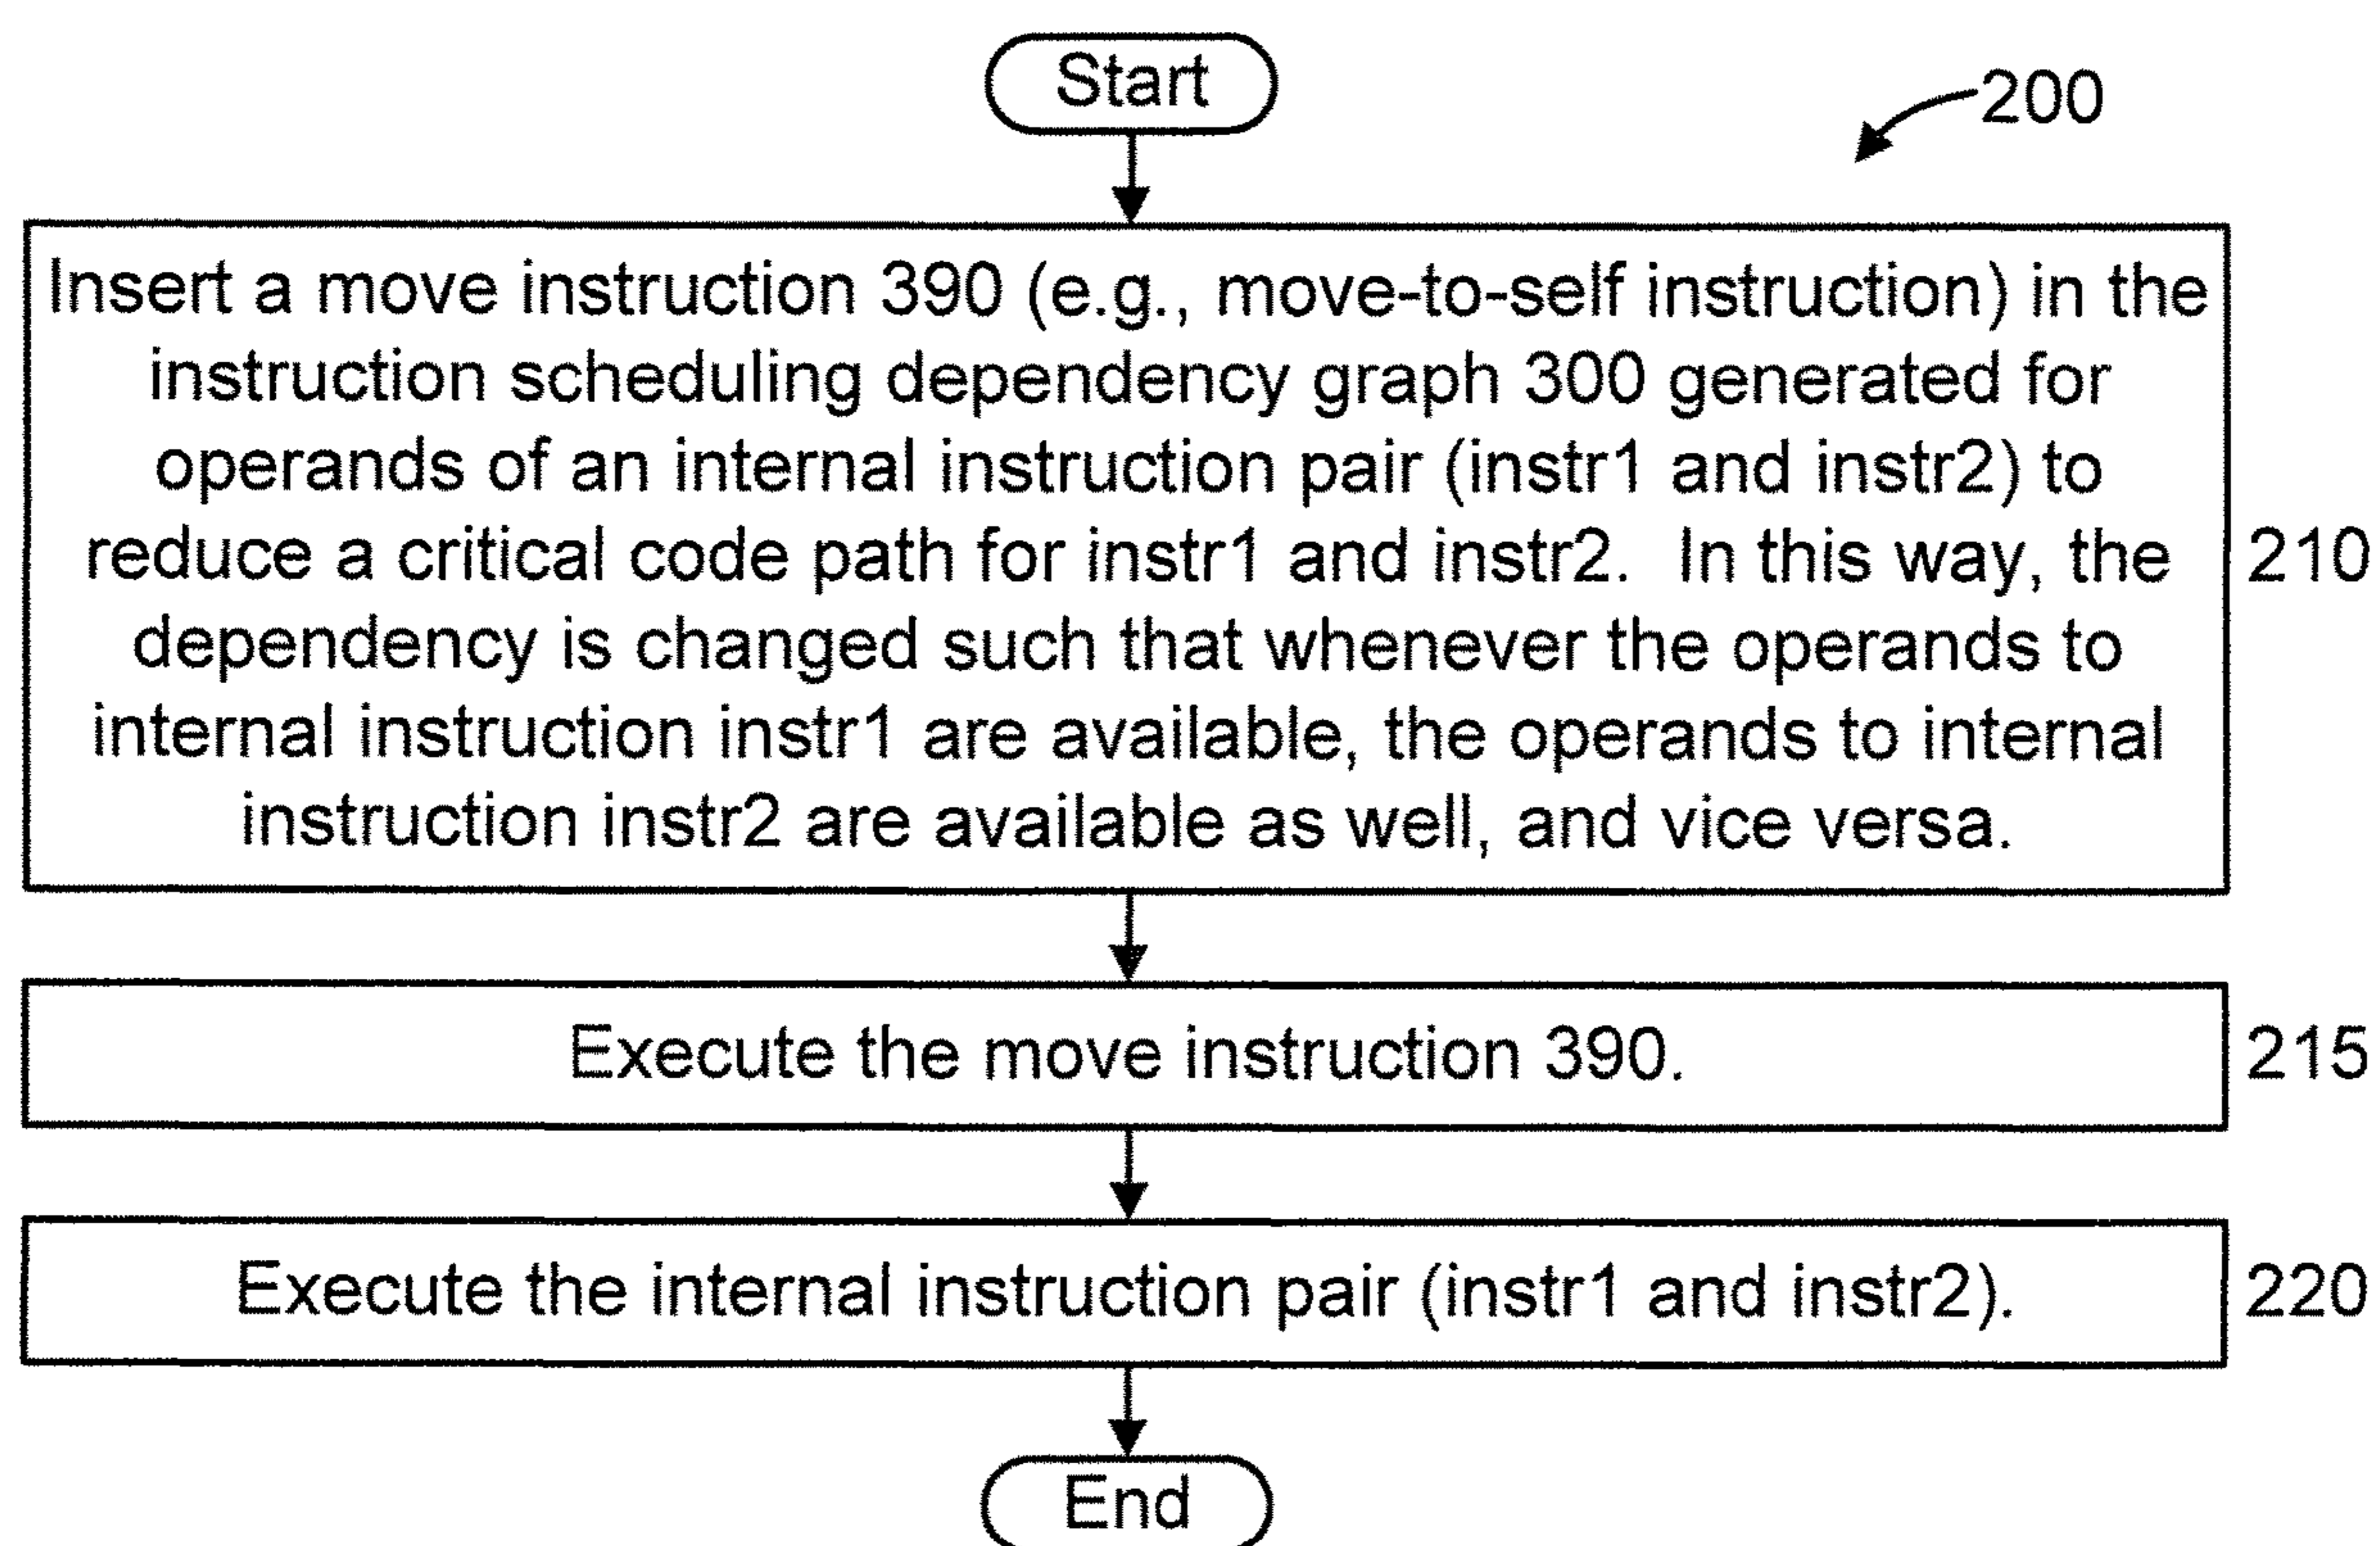 Start
200
Insert a move instruction 390 (e.g., move-to-self instruction) in the
instruction scheduling dependency graph 300 generated for
operands of an internal instruction pair (instr1 and instr2) to
reduce a critical code path for instr1 and instr2.  In this way, the
210
dependency is changed such that whenever the operands to
internal instruction instr1 are available, the operands to internal
instruction instr2 are available as well, and vice versa.
Execute the move instruction 390.
215
Execute the internal instruction pair (instr1 and instr2).
220
End